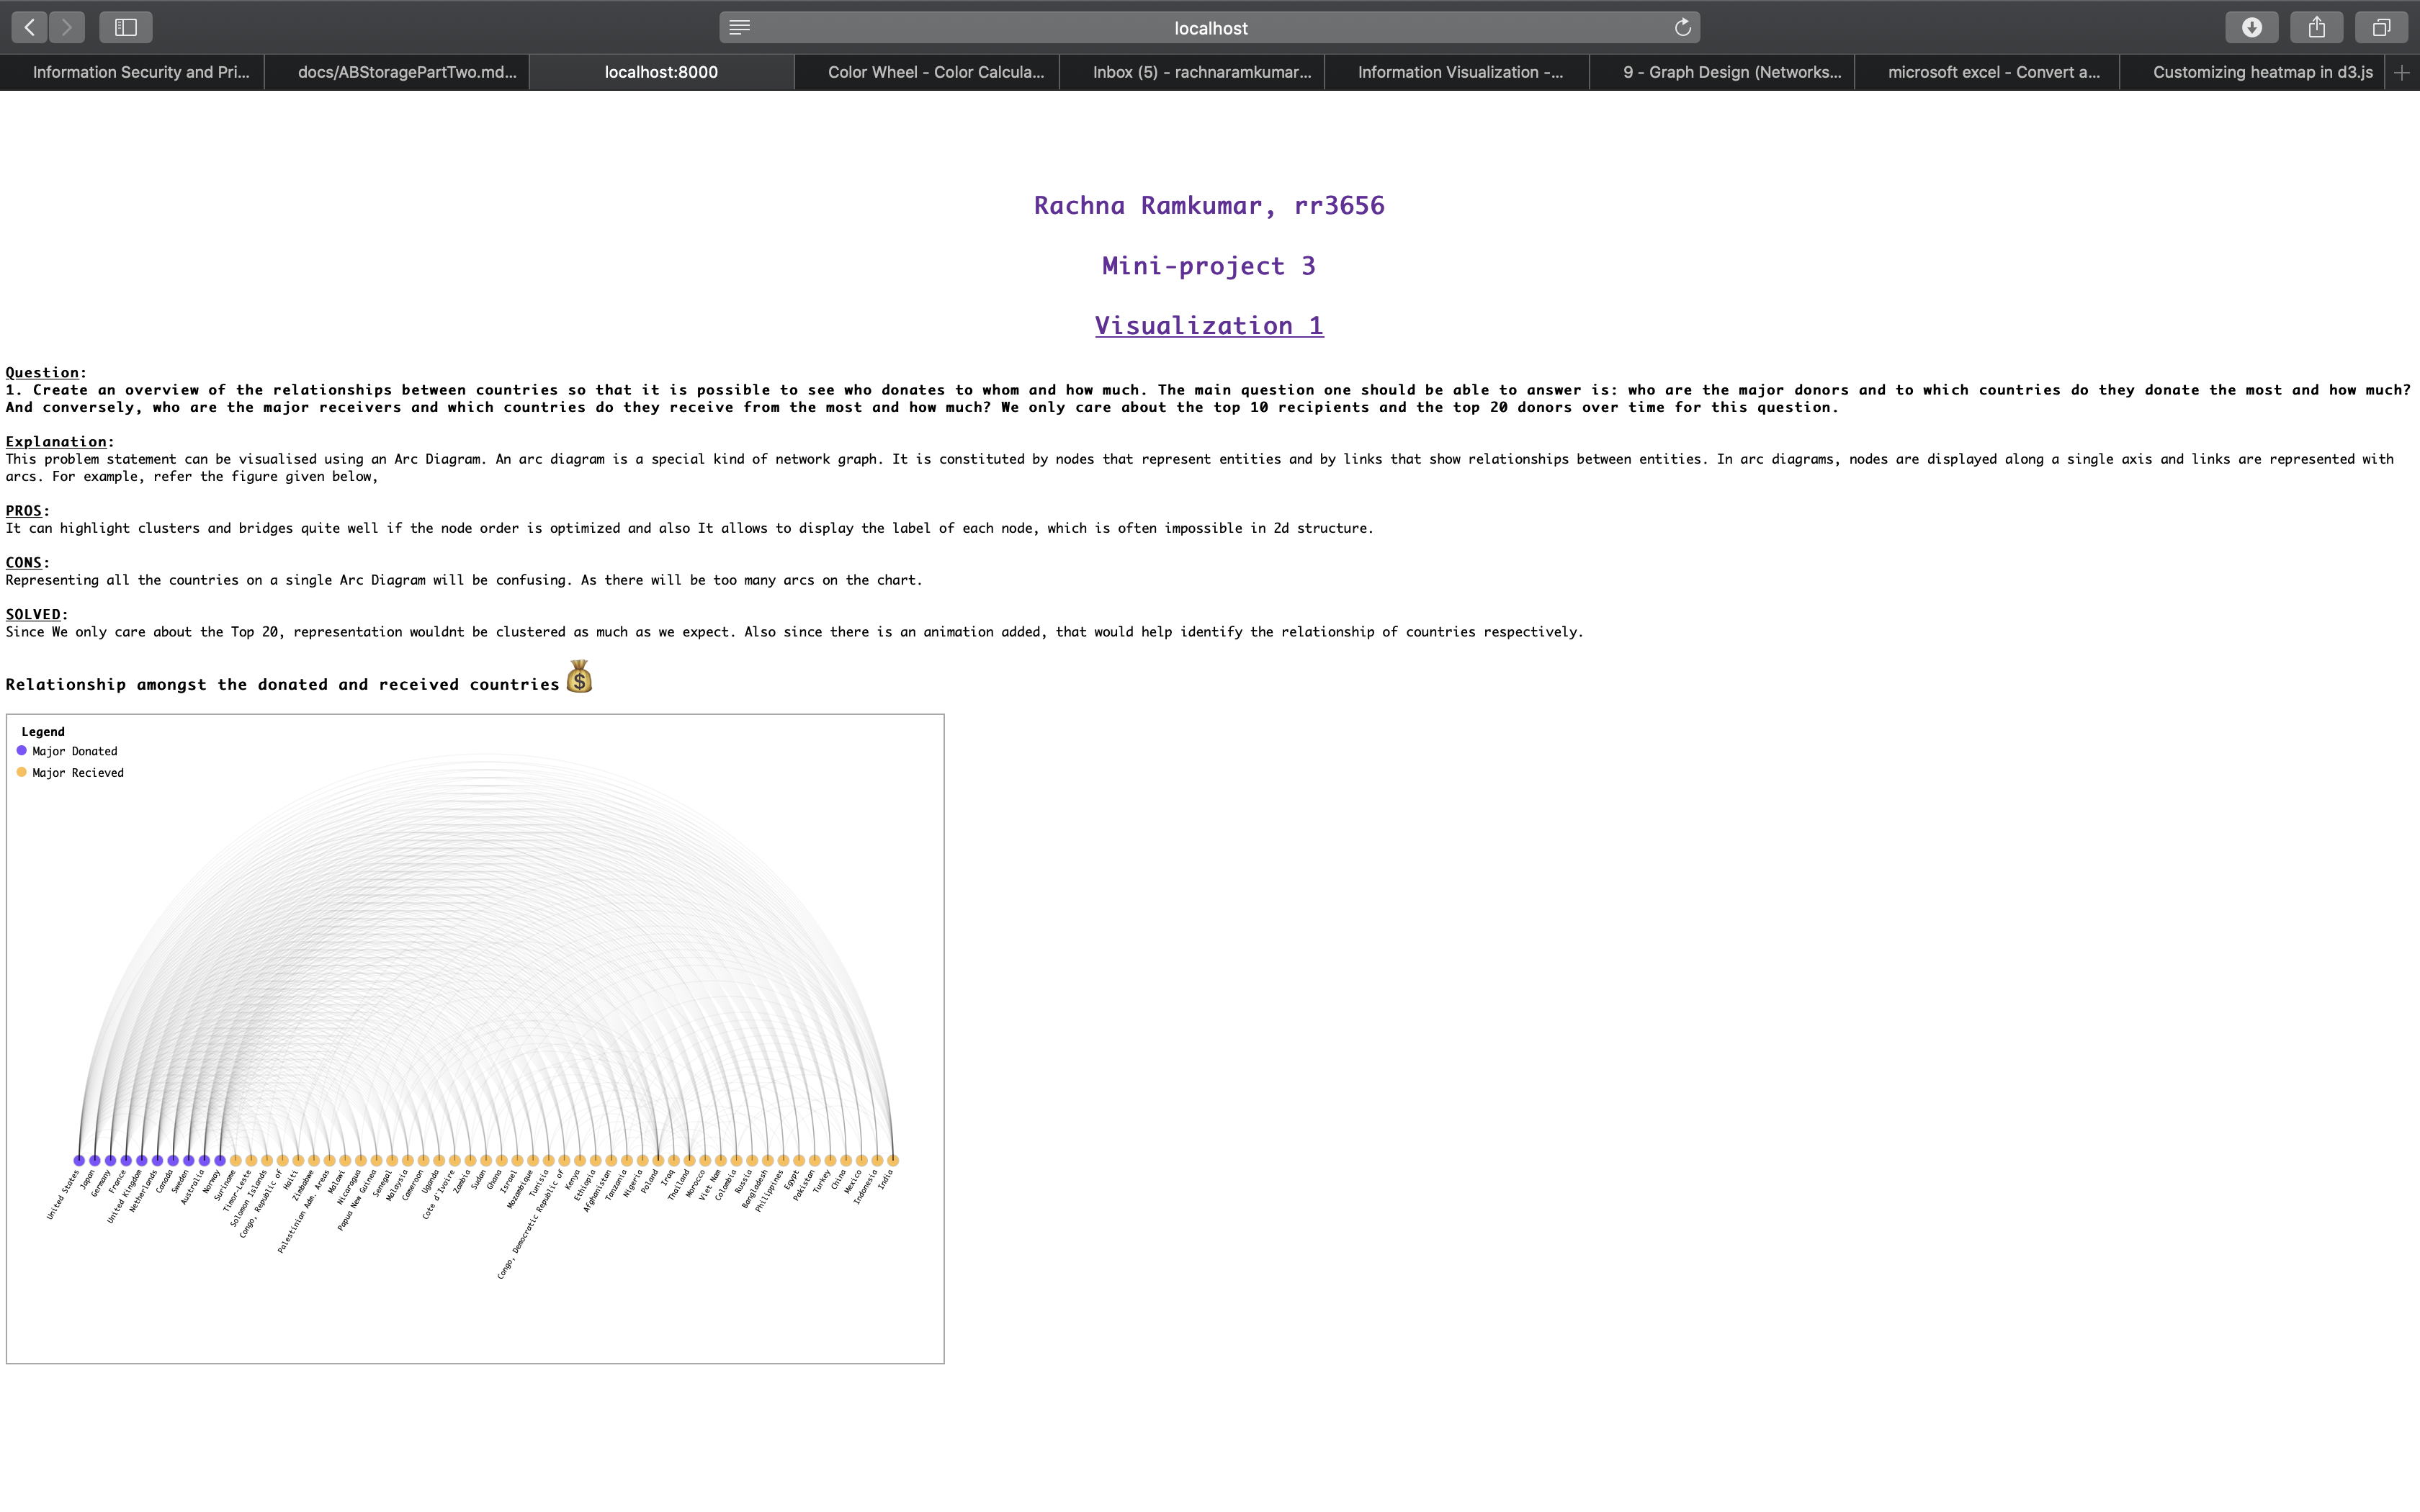 localhost
Information Security and Pri...
docs/ABStoragePartTwo.md...
localhost:8000
Color Wheel - Color Calcula...
Inbox (5) - rachnaramkumar...
Information Visualization -...
9 - Graph Design (Networks...
microsoft excel - Convert a...
Customizing heatmap in d3.js
Rachna Ramkumar, rr3656
Mini-project 3
Visualization 1
Question:
1. Create an overview of the relationships between countries so that it is possible to see who donates to whom and how much. The main question one should be able to answer is: who are the major donors and to which countries do they donate the most and how much?
And conversely, who are the major receivers and which countries do they receive from the most and how much? We only care about the top 10 recipients and the top 20 donors over time for this question.
Explanation:
This problem statement can be visualised using an Arc Diagram. An arc diagram is a special kind of network graph. It is constituted by nodes that represent entities and by links that show relationships between entities. In arc diagrams, nodes are displayed along a single axis and links are represented with
arcs. For example, refer the figure given below,
PROS:
It can highlight clusters and bridges quite well if the node order is optimized and also It allows to display the label of each node, which is often impossible in 2d structure.
CONS:
Representing all the countries on a single Arc Diagram will be confusing. As there will be too many arcs on the chart.
SOLVED:
Since We only care about the Top 20, representation wouldnt be clustered as much as we expect. Also since there is an animation added, that would help identify the relationship of countries respectively.
Relationship amongst the donated and received countries
$
Legend
Major Donated
Major Recieved
United States
Japan
Germany
France
United Kingdom
Netherlands
Canada
Sweden
Australia
Norway
Suriname
Timor-Leste
Solomon Islands
Congo, Republic of
Haiti
Zimbabwe
Palestinian Adm. Areas
Malawi
Nicaragua
Papua New Guinea
Senegal
Malaysia
Cameroon
Uganda
Cote d'Ivoire
Zambia
Sudan
Ghana
Israel
Mozambique
Tunisia
Congo, Democratic Republic of
Kenya
Ethiopia
Afghanistan
Tanzania
Nigeria
Poland
Iraq
Thailand
Morocco
Viet Nam
Colombia
Russia
Bangladesh
Philippines
Egypt
Pakistan
Turkey
China
Mexico
Indonesia
India